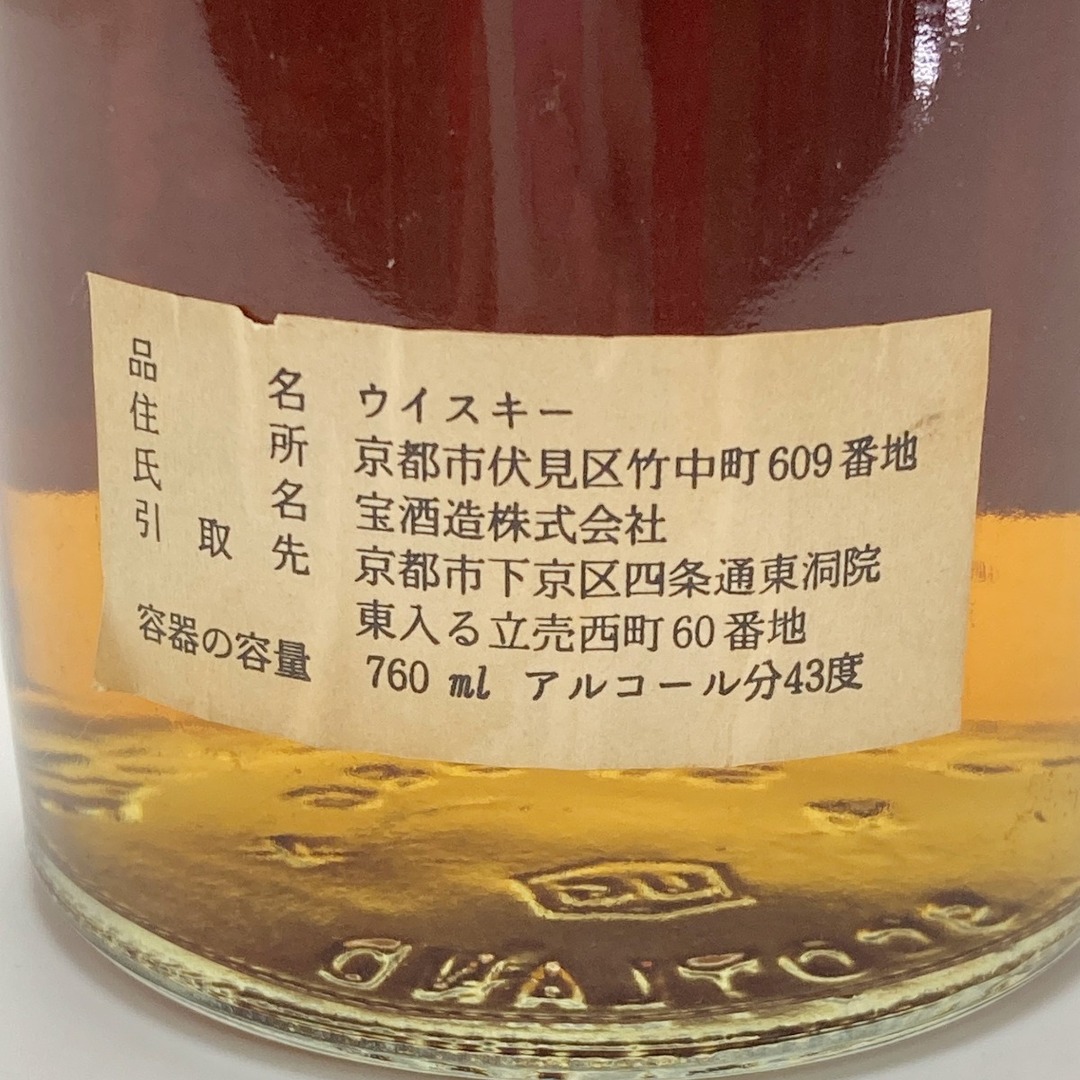 品名 ウイスキー
住所 京都市伏見区竹中町609番地
氏名 宝酒造株式会社
引取先 京都市下京区四条通東洞院
東入る立売西町60番地
容器の容量 760 ml アルコール分43度